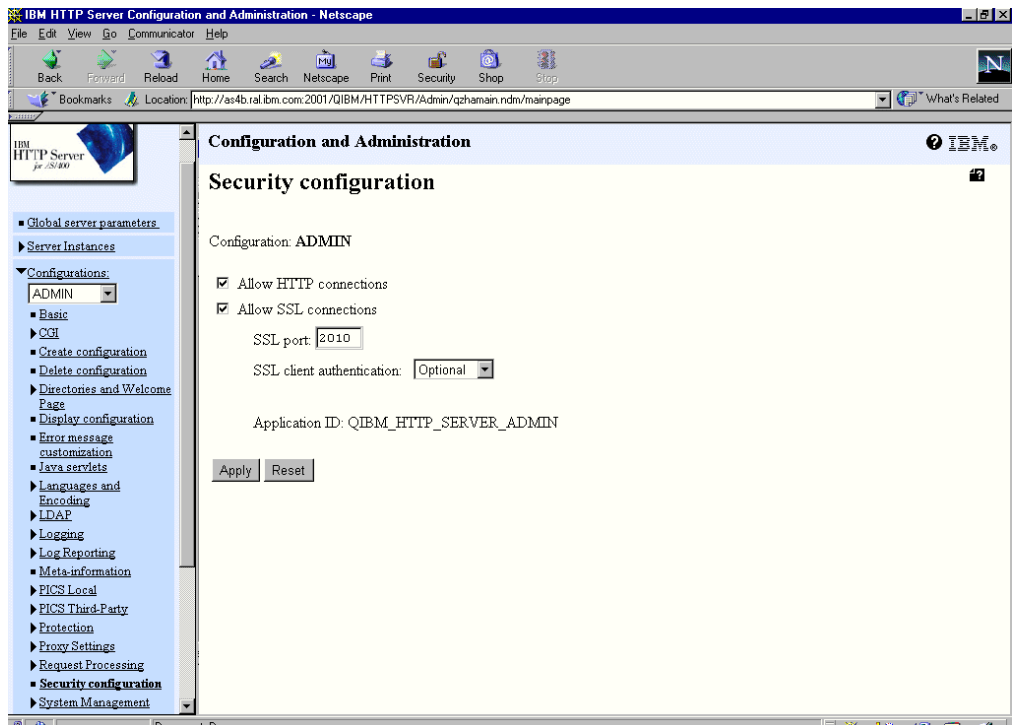 IBM HTTP Server Configuration and Administration - Netscape
File Edit View Go Communicator Help
Back Forward Reload Home Search Netscape Print Security Shop Stop
My
N
Bookmarks Location: http://as4b.ral.ibm.com:2001/QIBM/HTTPSVR/Admin/qzhamain.ndm/mainpage What's Related
IBM
HTTP Server
for AS/400
Configuration and Administration
? IBM
Security configuration
Global server parameters
Server Instances
Configuration: ADMIN
Configurations:
ADMIN
Basic
CGI
Create configuration
Delete configuration
Directories and Welcome
Page
Display configuration
Error message
customization
Java servlets
Languages and
Encoding
LDAP
Logging
Log Reporting
Meta-information
PICS Local
PICS Third-Party
Protection
Proxy Settings
Request Processing
Security configuration
System Management
Allow HTTP connections
Allow SSL connections
SSL port: 2010
SSL client authentication: Optional
Application ID: QIBM_HTTP_SERVER_ADMIN
Apply Reset